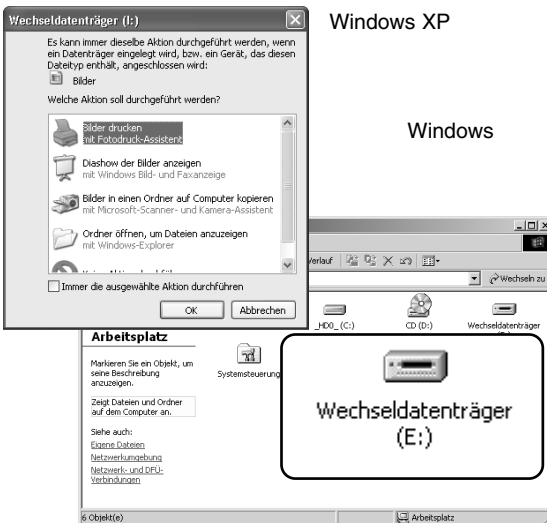 Wechseldatenträger (I:)
Es kann immer dieselbe Aktion durchgeführt werden, wenn
ein Datenträger eingelegt wird, bzw. ein Gerät, das diesen
Dateityp enthält, angeschlossen wird:
Bilder
Welche Aktion soll durchgeführt werden?
Bilder drucken
mit Fotodruck-Assistent
Diashow der Bilder anzeigen
mit Windows Bild- und Faxanzeige
Bilder in einen Ordner auf Computer kopieren
mit Microsoft-Scanner- und Kamera-Assistent
Ordner öffnen, um Dateien anzuzeigen
mit Windows-Explorer
Immer die ausgewählte Aktion durchführen
OK
Abbrechen
Windows XP
Windows
Verlauf
Wechseln zu
_HD0_ (C:)
CD (D:)
Wechseldatenträger
Arbeitsplatz
Markieren Sie ein Objekt, um
seine Beschreibung
anzuzeigen.
Zeigt Dateien und Ordner
auf dem Computer an.
Siehe auch:
Eigene Dateien
Netzwerkumgebung
Netzwerk- und DFÜ-
Verbindungen
Systemsteuerung
Wechseldatenträger
(E:)
6 Objekt(e)
Arbeitsplatz